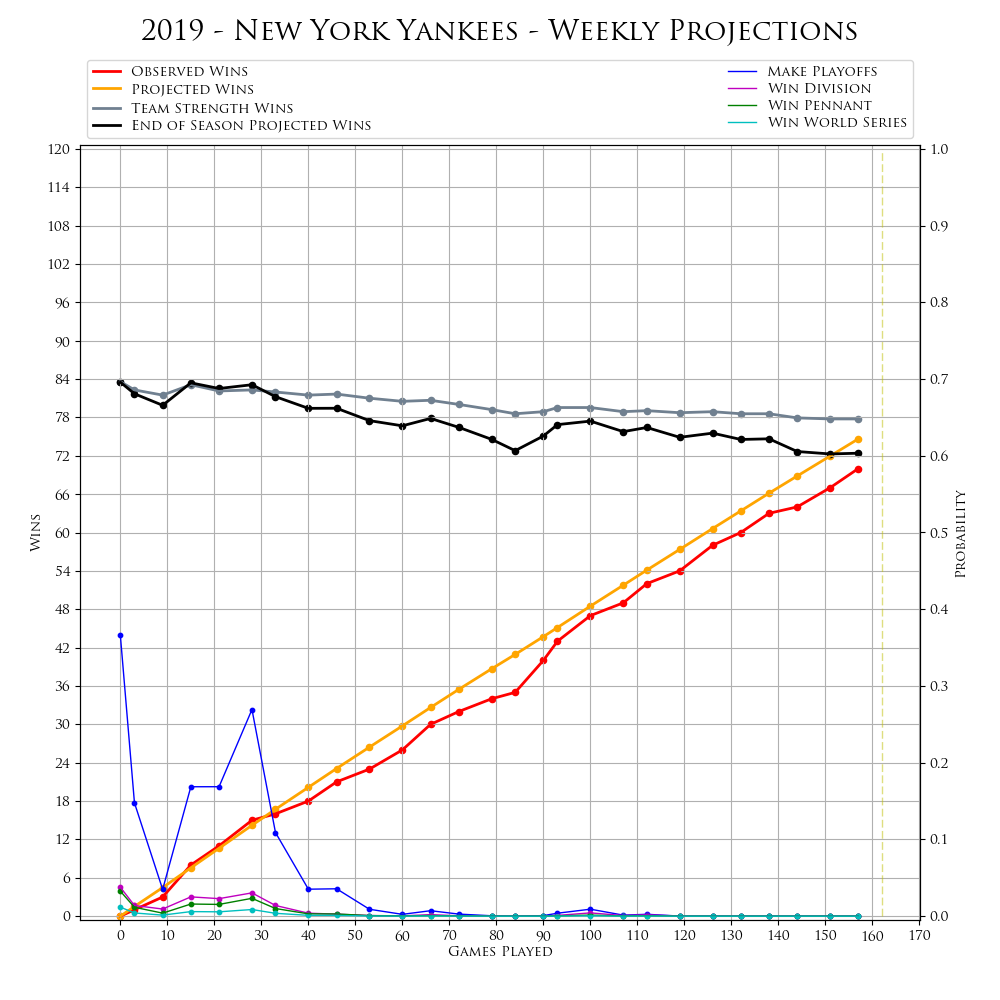 2019 - New York Yankees - Weekly Projections
Observed Wins
Projected Wins
Team Strength Wins
End of Season Projected Wins
Make Playoffs
Win Division
Win Pennant
Win World Series
120
114
108
102
96
90
84
78
72
66
60
54
48
42
36
30
24
18
12
6
0
Wins
1.0
0.9
0.8
0.7
0.6
0.5
0.4
0.3
0.2
0.1
0.0
Probability
0 10 20 30 40 50 60 70 80 90 100 110 120 130 140 150 160 170
Games Played